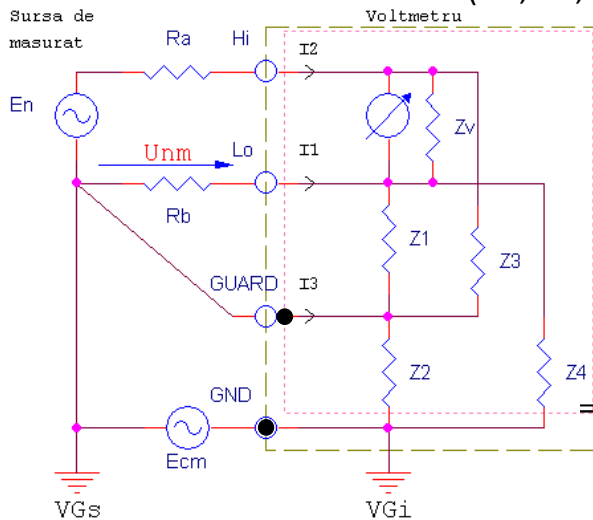 Sursa de
masurat
Voltmetru
Ra
Hi
I2
En
Zv
Unm
Lo
I1
Rb
Z1
Z3
GUARD
I3
Z2
Z4
GND
Ecm
VGs
VGi